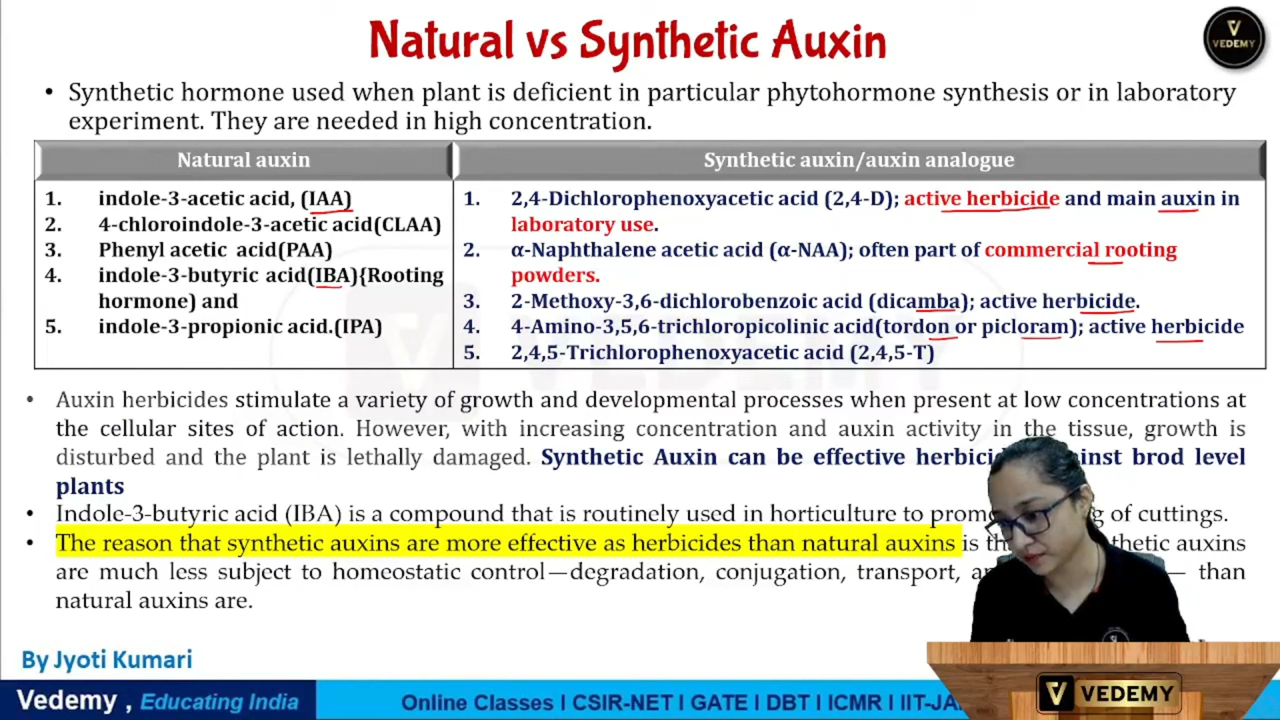 Natural vs Synthetic Auxin
V
VEDEMY
• Synthetic hormone used when plant is deficient in particular phytohormone synthesis or in laboratory
experiment. They are needed in high concentration.
Natural auxin
1. indole-3-acetic acid, (IAA)
2. 4-chloroindole-3-acetic acid(CLAA)
3. Phenyl acetic acid(PAA)
4. indole-3-butyric acid(IBA){Rooting
hormone) and
5. indole-3-propionic acid.(IPA)
Synthetic auxin/auxin analogue
1. 2,4-Dichlorophenoxyacetic acid (2,4-D); active herbicide and main auxin in
laboratory use.
2. α-Naphthalene acetic acid (α-NAA); often part of commercial rooting
powders.
3. 2-Methoxy-3,6-dichlorobenzoic acid (dicamba); active herbicide.
4. 4-Amino-3,5,6-trichloropicolinic acid(tordon or picloram); active herbicide
5. 2,4,5-Trichlorophenoxyacetic acid (2,4,5-T)
• Auxin herbicides stimulate a variety of growth and developmental processes when present at low concentrations at
the cellular sites of action. However, with increasing concentration and auxin activity in the tissue, growth is
disturbed and the plant is lethally damaged. Synthetic Auxin can be effective brod level
plants
• Indole-3-butyric acid (IBA) is a compound that is routinely used in horticulture to of cuttings.
• The reason that synthetic auxins are more effective as herbicides than natural auxins is auxins
are much less subject to homeostatic control—degradation, conjugation, transport, — than
natural auxins are.
By Jyoti Kumari
Vedemy , Educating India
Online Classes I CSIR-NET I GATE I DBT I ICMR I
V VEDEMY